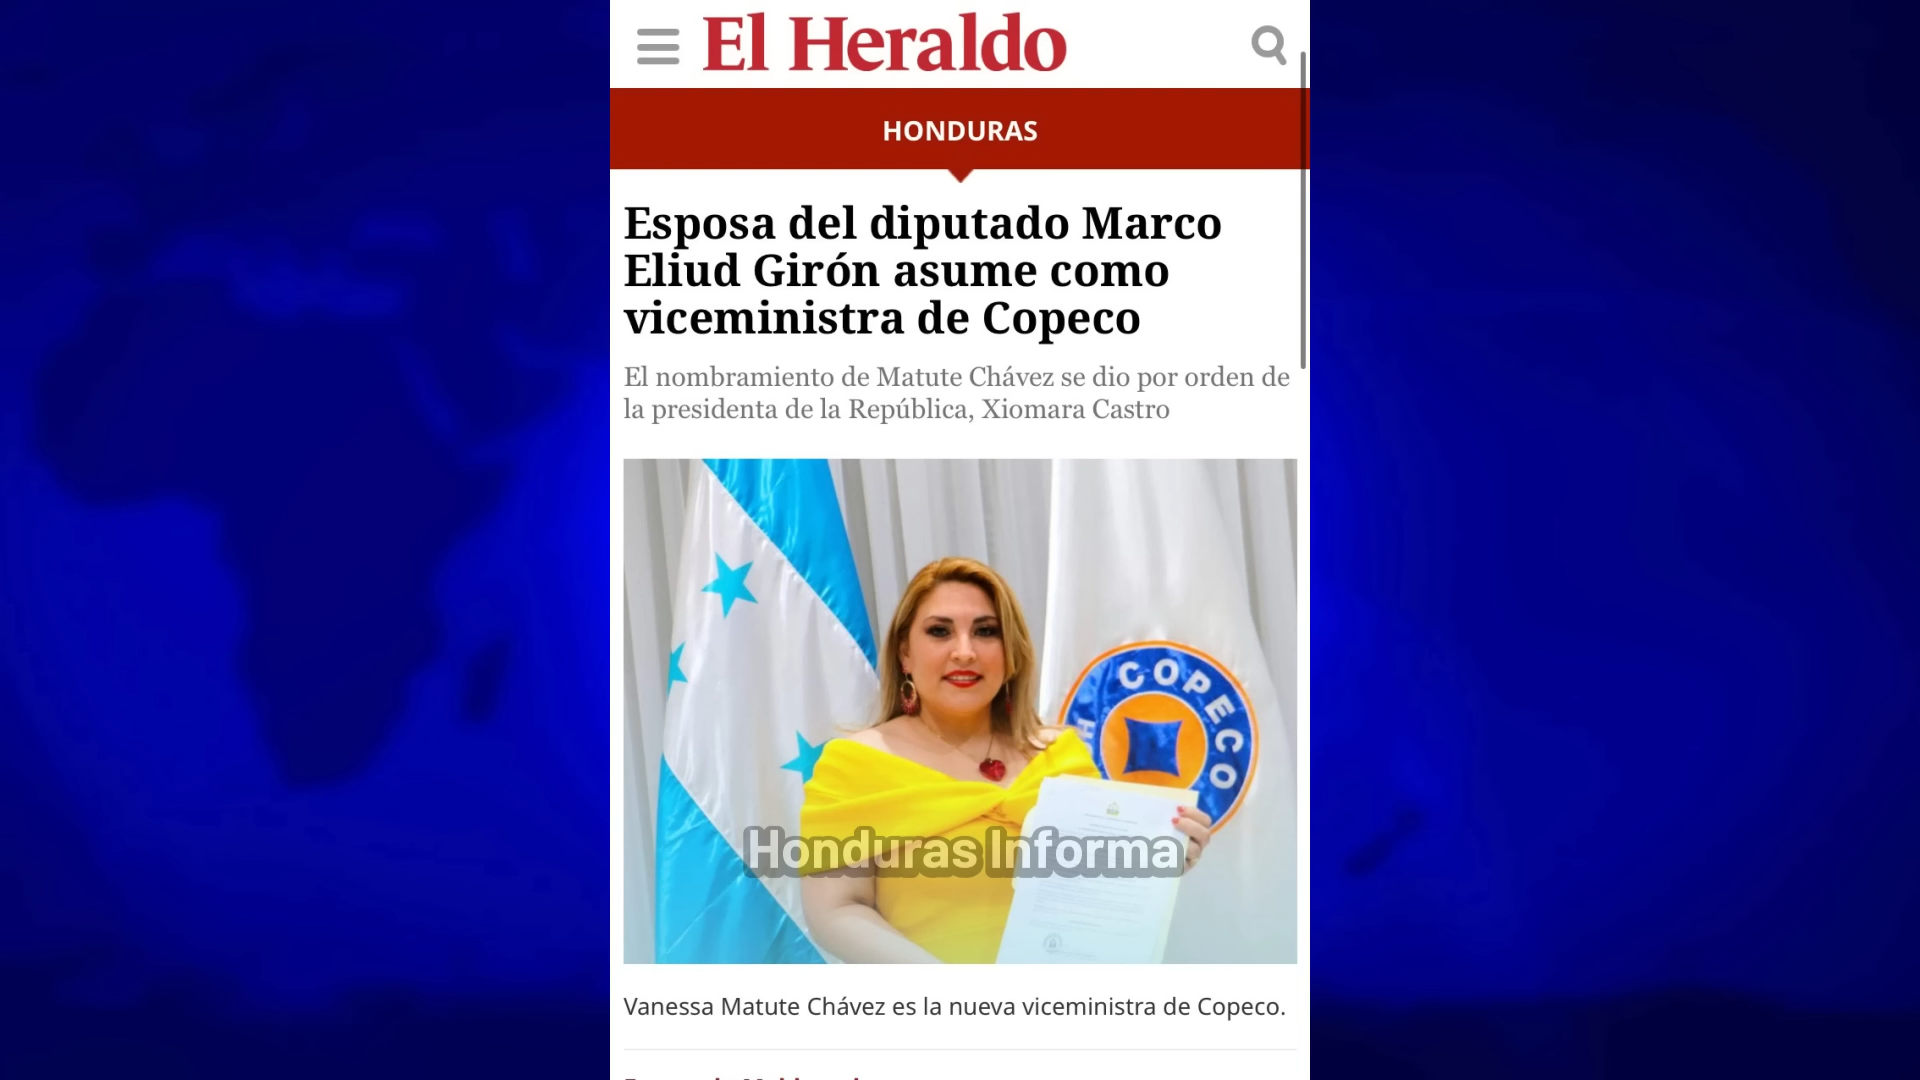 El Heraldo
HONDURAS
Esposa del diputado Marco
Eliud Girón asume como
viceministra de Copeco
El nombramiento de Matute Chávez se dio por orden de
la presidenta de la República, Xiomara Castro
COPECO
H
Honduras Informa
Vanessa Matute Chávez es la nueva viceministra de Copeco.